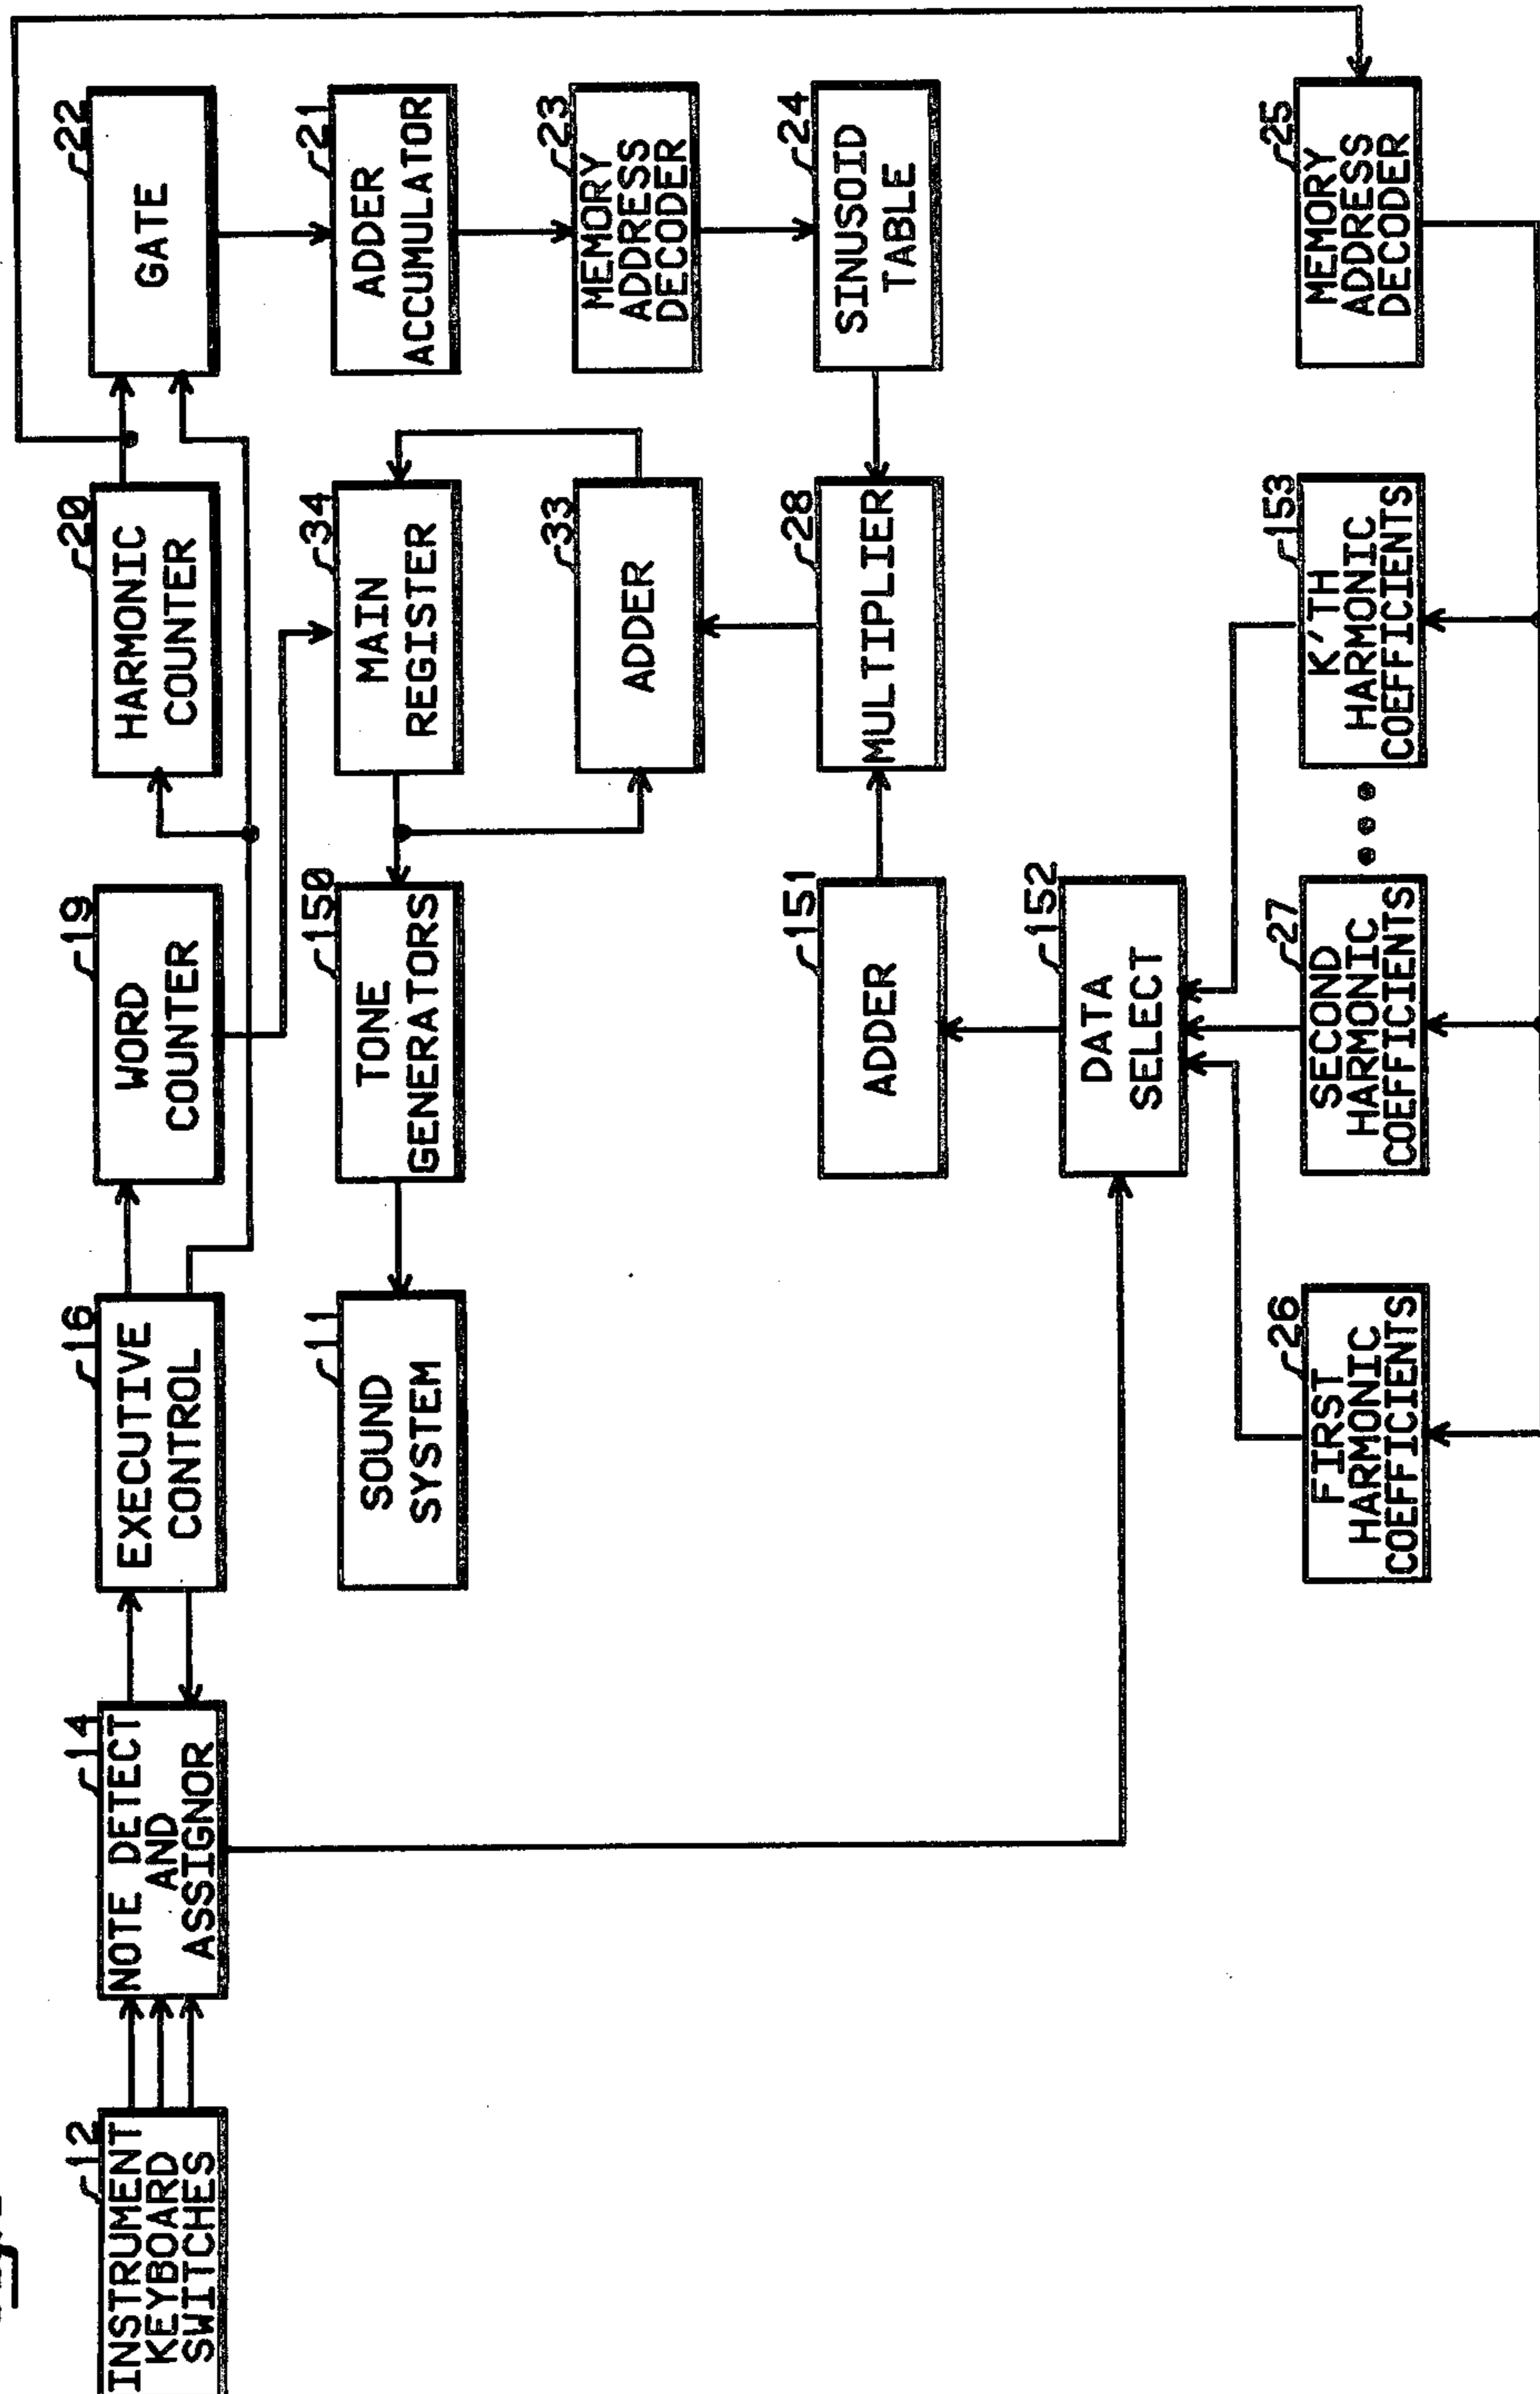 12
INSTRUMENT
KEYBOARD
SWITCHES
14
NOTE DETECT
AND
ASSIGNOR
16
EXECUTIVE
CONTROL
19
WORD
COUNTER
20
HARMONIC
COUNTER
22
GATE
11
SOUND
SYSTEM
150
TONE
GENERATORS
34
MAIN
REGISTER
21
ADDER
ACCUMULATOR
33
ADDER
23
MEMORY
ADDRESS
DECODER
151
ADDER
28
MULTIPLIER
24
SINUSOID
TABLE
152
DATA
SELECT
26
FIRST
HARMONIC
COEFFICIENTS
27
SECOND
HARMONIC
COEFFICIENTS
153
K'TH
HARMONIC
COEFFICIENTS
25
MEMORY
ADDRESS
DECODER